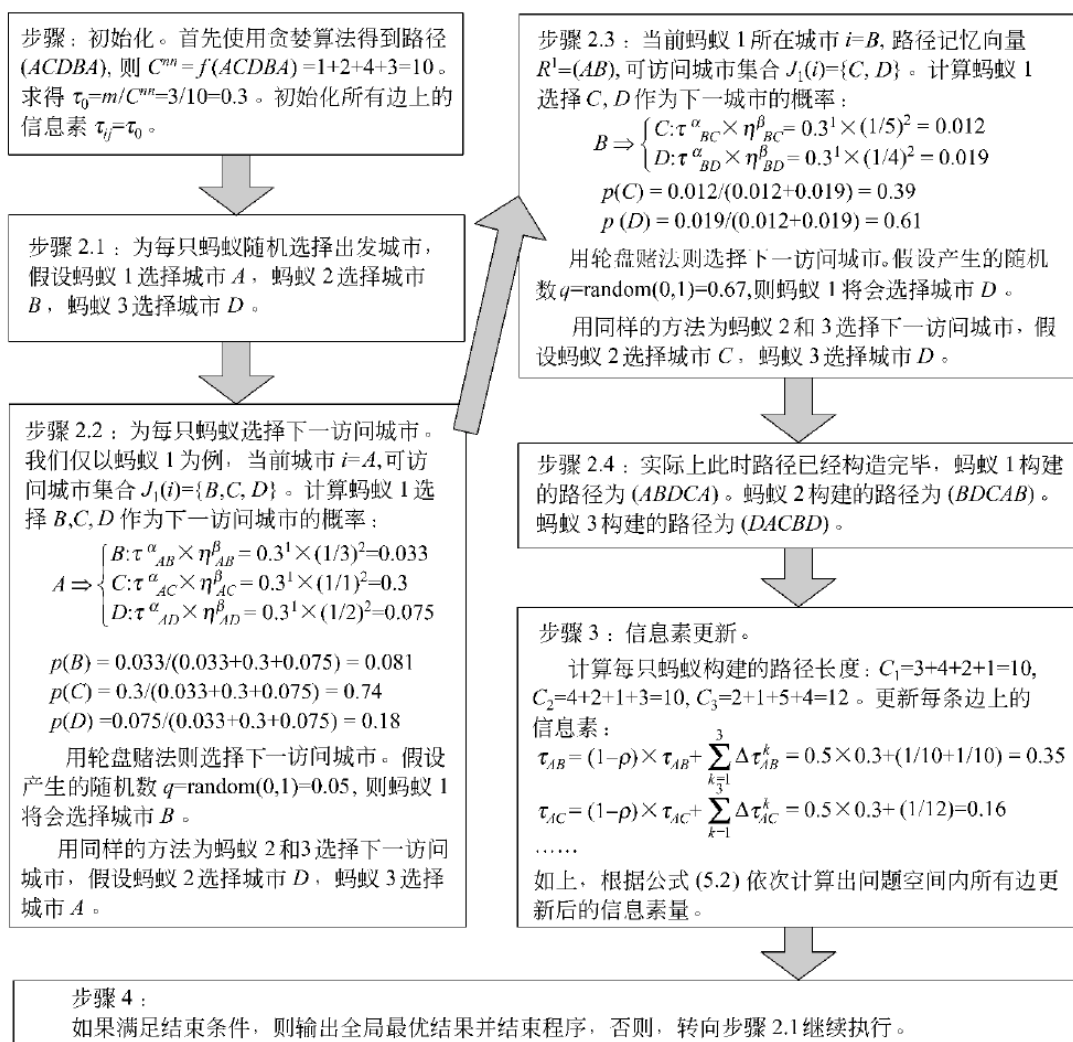 步骤：初始化。首先使用贪婪算法得到路径
(ACDBA), 则 Cⁿⁿ = f (ACDBA) =1+2+4+3=10。
求得 τ₀=m/Cⁿⁿ=3/10=0.3。初始化所有边上的
信息素 τij=τ₀。
步骤 2.1：为每只蚂蚁随机选择出发城市，
假设蚂蚁 1 选择城市 A，蚂蚁 2 选择城市
B，蚂蚁 3 选择城市 D。
步骤 2.2：为每只蚂蚁选择下一访问城市。
我们仅以蚂蚁 1 为例，当前城市 i=A,可访
问城市集合 J₁(i)={B,C, D}。计算蚂蚁 1 选
择 B,C, D 作为下一访问城市的概率；
B:τ^α_AB × η^β_AB = 0.3¹ × (1/3)²=0.033
A ⇒ { C:τ^α_AC × η^β_AC = 0.3¹ × (1/1)²=0.3
D:τ^α_AD × η^β_AD = 0.3¹ × (1/2)²=0.075
p(B) = 0.033/(0.033+0.3+0.075) = 0.081
p(C) = 0.3/(0.033+0.3+0.075) = 0.74
p(D) =0.075/(0.033+0.3+0.075) = 0.18
用轮盘赌法则选择下一访问城市。假设
产生的随机数 q=random(0,1)=0.05, 则蚂蚁 1
将会选择城市 B。
用同样的方法为蚂蚁 2 和3 选择下一访问
城市，假设蚂蚁 2 选择城市 D，蚂蚁 3 选择
城市 A。
步骤 2.3：当前蚂蚁 1 所在城市 i=B, 路径记忆向量
R¹=(AB), 可访问城市集合 J₁(i)={C, D}。计算蚂蚁 1
选择 C, D 作为下一城市的概率：
B ⇒ { C:τ^α_BC × η^β_BC = 0.3¹ × (1/5)² = 0.012
D:τ^α_BD × η^β_BD = 0.3¹ × (1/4)² = 0.019
p(C) = 0.012/(0.012+0.019) = 0.39
p (D) = 0.019/(0.012+0.019) = 0.61
用轮盘赌法则选择下一访问城市。假设产生的随机
数 q=random(0,1)=0.67,则蚂蚁 1 将会选择城市 D。
用同样的方法为蚂蚁 2 和 3 选择下一访问城市，假
设蚂蚁 2 选择城市 C，蚂蚁 3 选择城市 D。
步骤 2.4：实际上此时路径已经构造完毕，蚂蚁 1 构建
的路径为 (ABDCA)。蚂蚁 2 构建的路径为 (BDCAB)。
蚂蚁 3 构建的路径为 (DACBD)。
步骤 3：信息素更新。
计算每只蚂蚁构建的路径长度：C₁=3+4+2+1=10,
C₂=4+2+1+3=10, C₃=2+1+5+4=12。更新每条边上的
信息素：
τ_AB = (1−ρ) × τ_AB + ∑_{k=1}^{3} Δτ^k_AB = 0.5 × 0.3+(1/10+1/10) = 0.35
τ_AC = (1−ρ) × τ_AC + ∑_{k=1}^{3} Δτ^k_AC = 0.5 × 0.3+ (1/12)=0.16
……
如上，根据公式 (5.2) 依次计算出问题空间内所有边更
新后的信息素量。
步骤 4：
如果满足结束条件，则输出全局最优结果并结束程序，否则，转向步骤 2.1 继续执行。